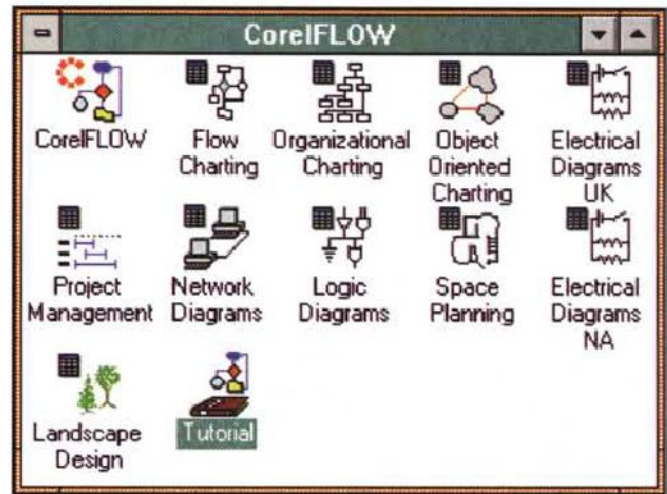 CorelFLOW
CorelFLOW
Flow
Charting
Organizational
Charting
Object
Oriented
Charting
Electrical
Diagrams
UK
Project
Management
Network
Diagrams
Logic
Diagrams
Space
Planning
Electrical
Diagrams
NA
Landscape
Design
Tutorial